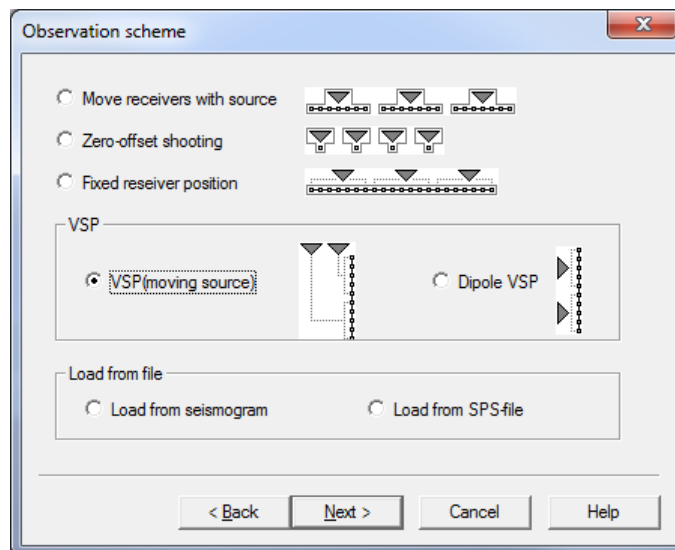 Observation scheme
Move receivers with source
Zero-offset shooting
Fixed reseiver position
VSP
VSP(moving source)
Dipole VSP
Load from file
Load from seismogram
Load from SPS-file
< Back
Next >
Cancel
Help